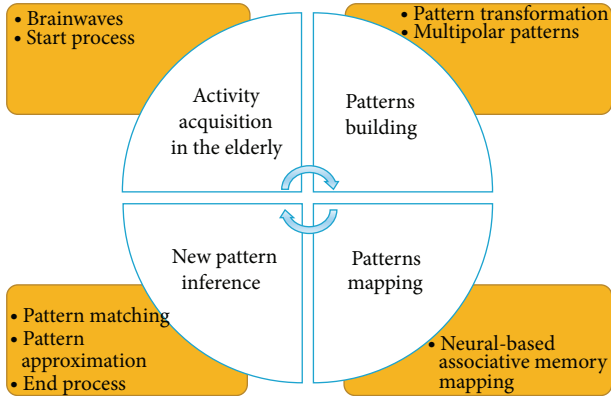 • Brainwaves
• Start process
• Pattern transformation
• Multipolar patterns
Activity
acquisition
in the elderly
Patterns
building
New pattern
inference
Patterns
mapping
• Pattern matching
• Pattern
approximation
• End process
• Neural-based
associative memory
mapping